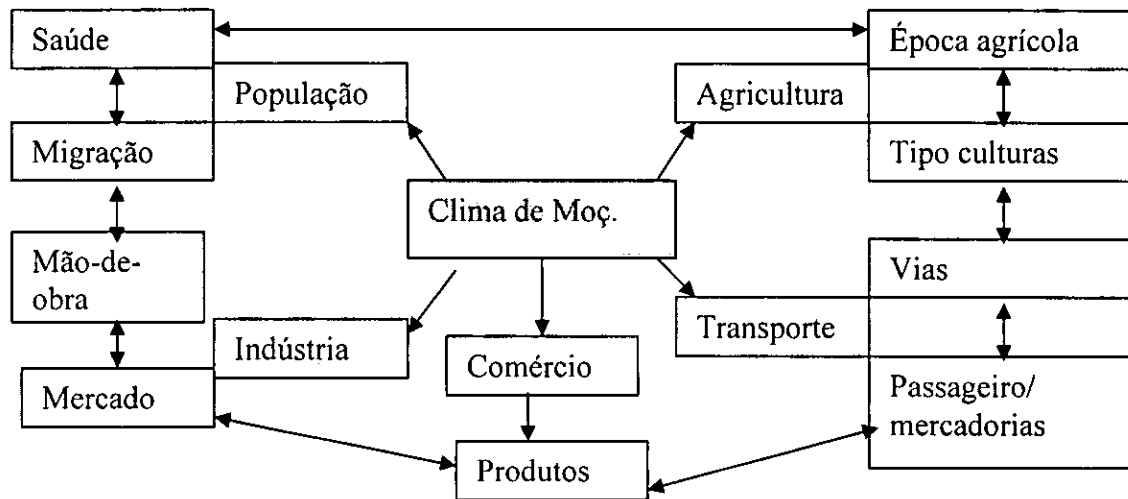 Saúde
Época agrícola
População
Agricultura
Migração
Tipo culturas
Clima de Moç.
Mão-de-
obra
Vias
Indústria
Transporte
Comércio
Mercado
Passageiro/
mercadorias
Produtos